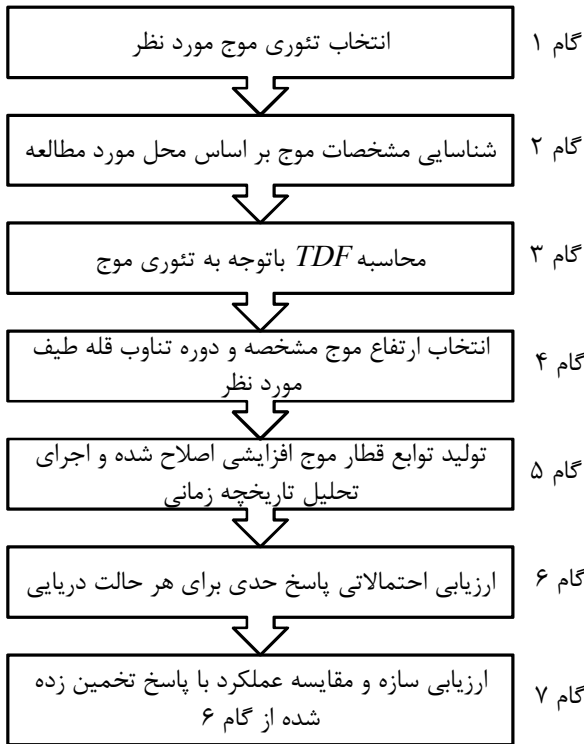 انتخاب تئوری موج مورد نظر
گام ۱
شناسایی مشخصات موج بر اساس محل مورد مطالعه
گام ۲
محاسبه TDF باتوجه به تئوری موج
گام ۳
انتخاب ارتفاع موج مشخصه و دوره تناوب قله طیف
مورد نظر
گام ۴
تولید توابع قطار موج افزایشی اصلاح شده و اجرای
تحلیل تاریخچه زمانی
گام ۵
ارزیابی احتمالاتی پاسخ حدی برای هر حالت دریایی
گام ۶
ارزیابی سازه و مقایسه عملکرد با پاسخ تخمین زده
شده از گام ۶
گام ۷